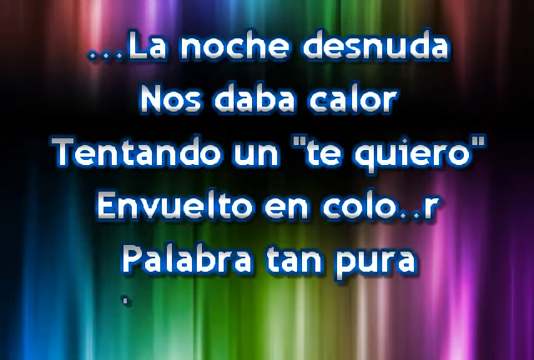 ...La noche desnuda
Nos daba calor
Tentando un "te quiero"
Envuelto en colo..r
Palabra tan pura
.